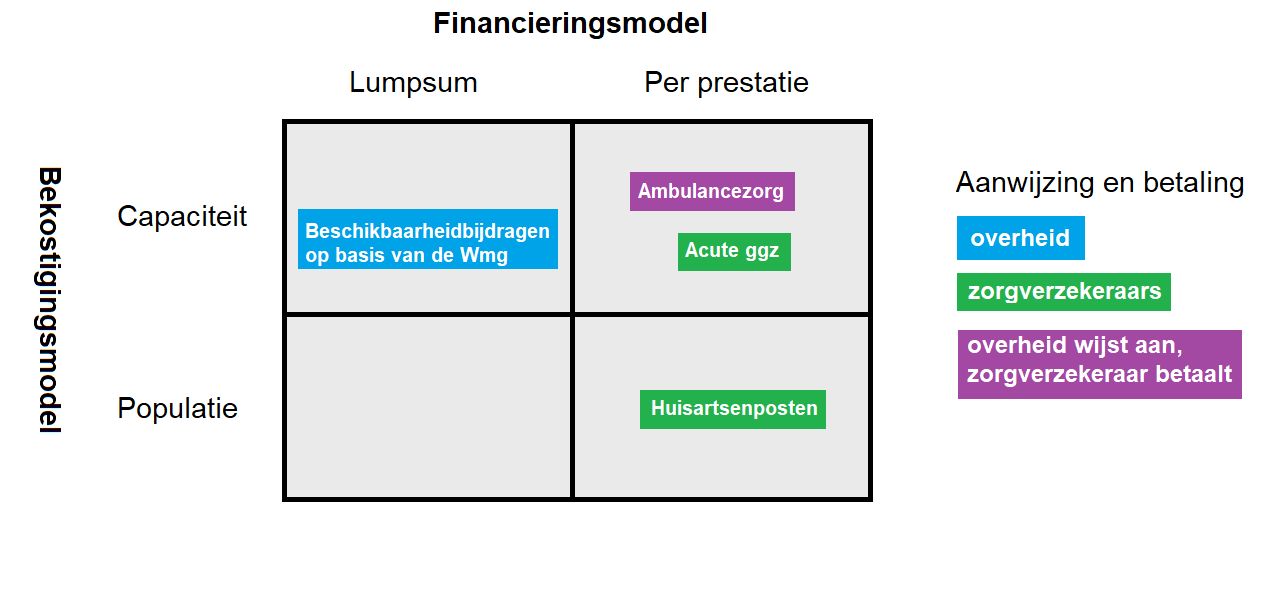 Financieringsmodel
Lumpsum
Per prestatie
Bekostigingsmodel
Capaciteit
Beschikbaarheidbijdragen
op basis van de Wmg
Ambulancezorg
Acute ggz
Populatie
Huisartsenposten
Aanwijzing en betaling
overheid
zorgverzekeraars
overheid wijst aan,
zorgverzekeraar betaalt